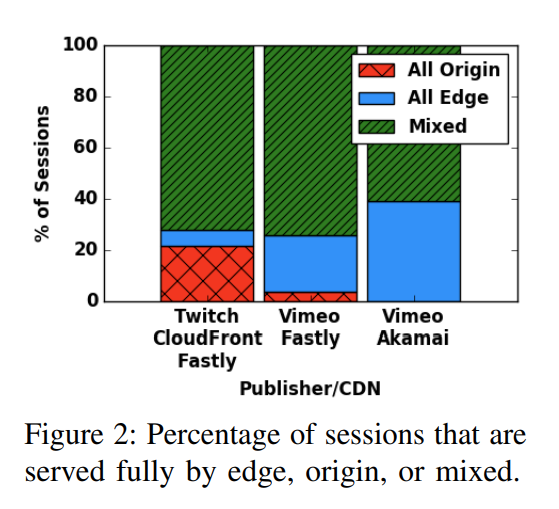 100
80
60
40
20
0
% of Sessions
All Origin
All Edge
Mixed
Twitch
CloudFront
Fastly
Vimeo
Fastly
Vimeo
Akamai
Publisher/CDN
Figure 2: Percentage of sessions that are
served fully by edge, origin, or mixed.